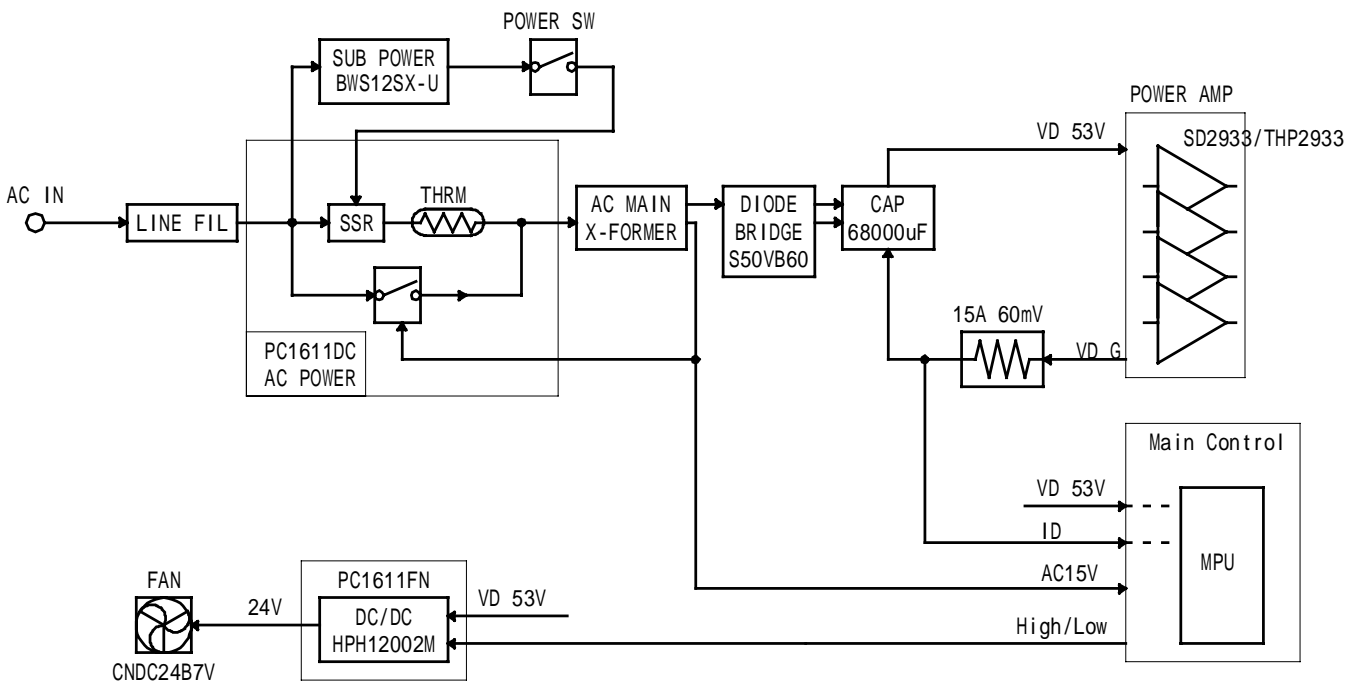 POWER SW
SUB POWER
BWS12SX-U
POWER AMP
VD 53V
SD2933/THP2933
AC IN
LINE FIL
SSR
THRM
AC MAIN
X-FORMER
DIODE
BRIDGE
S50VB60
CAP
68000uF
15A 60mV
VD G
PC1611DC
AC POWER
Main Control
VD 53V
ID
MPU
AC15V
High/Low
FAN
24V
PC1611FN
DC/DC
HPH12002M
VD 53V
CNDC24B7V